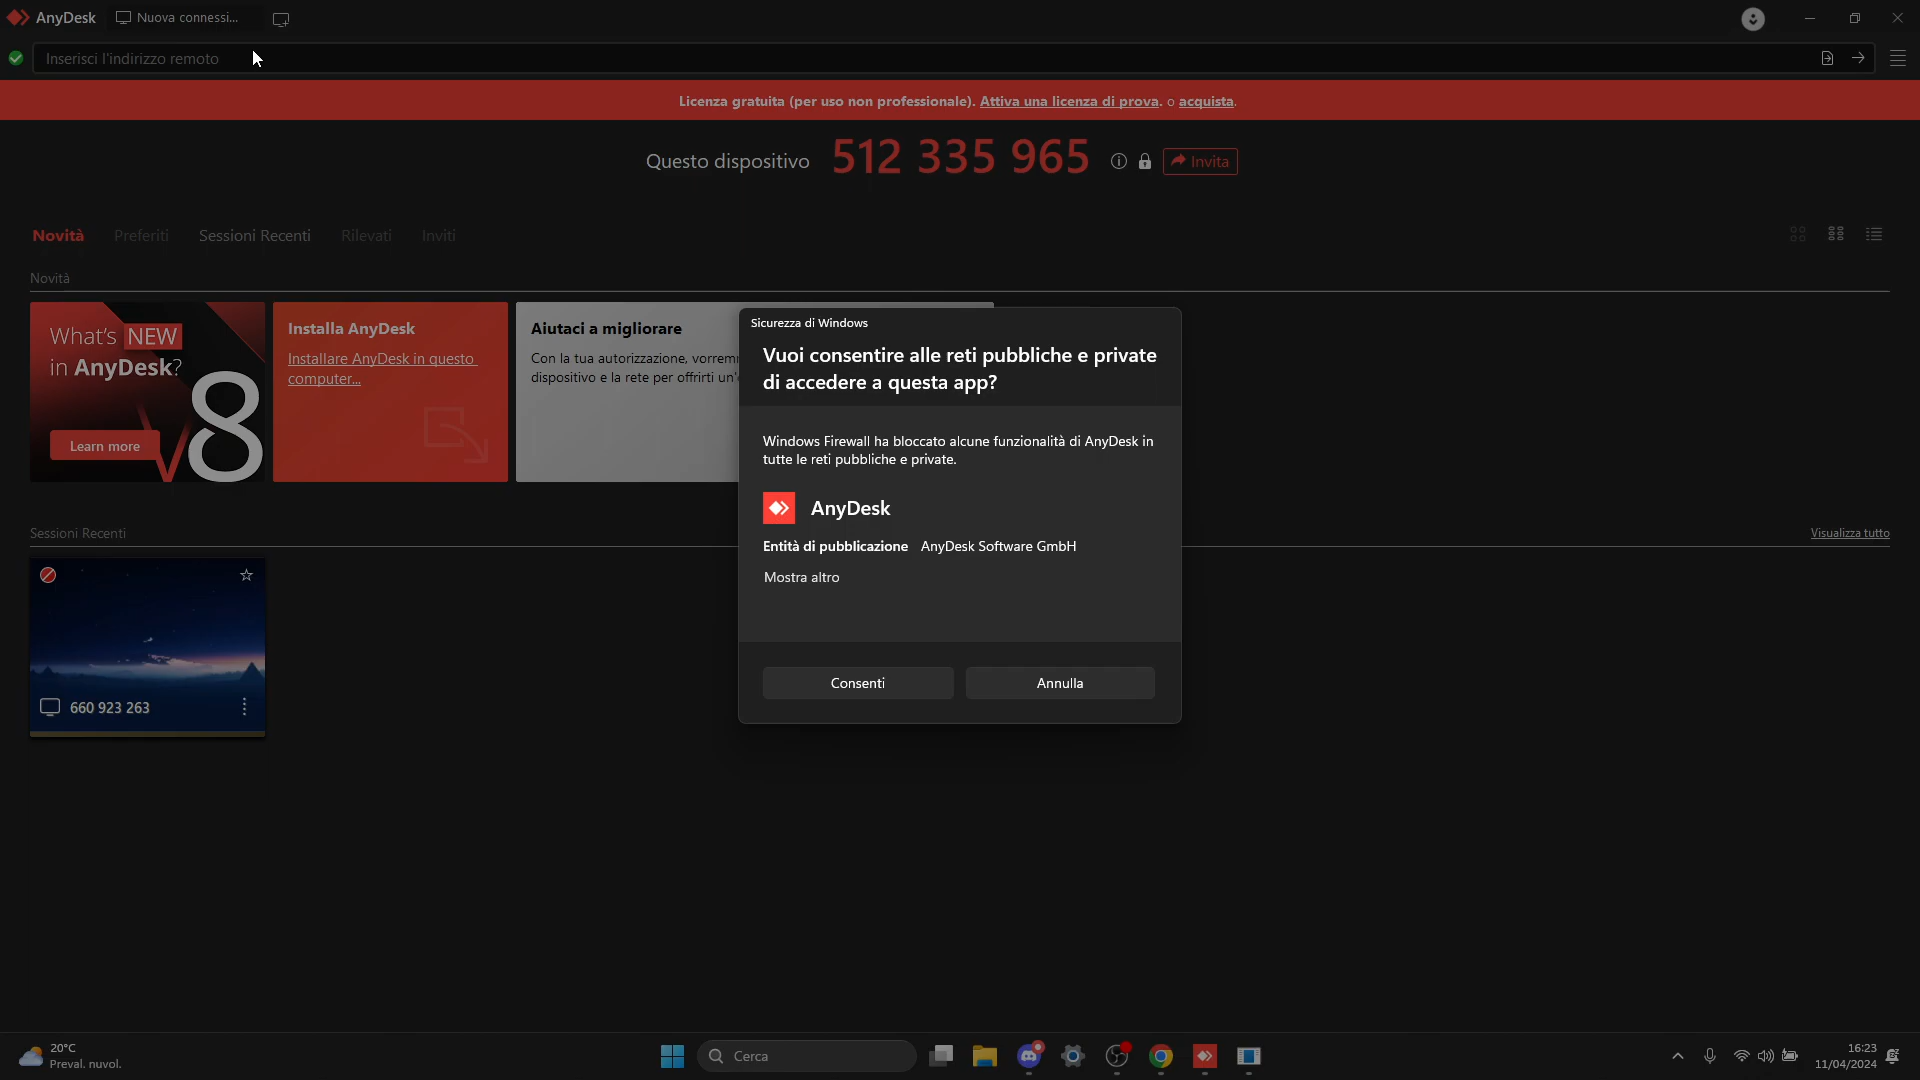 AnyDesk
Nuova connessi...
Inserisci l'indirizzo remoto
Licenza gratuita (per uso non professionale). Attiva una licenza di prova. o acquista.
Questo dispositivo 512 335 965 Invita
Novità Preferiti Sessioni Recenti Rilevati Inviti
Novità
What's NEW
in AnyDesk?
8
Learn more
Installa AnyDesk
Installare AnyDesk in questo
computer...
Aiutaci a migliorare
Con la tua autorizzazione, vorrem
dispositivo e la rete per offrirti un'
Sicurezza di Windows
Vuoi consentire alle reti pubbliche e private
di accedere a questa app?
Windows Firewall ha bloccato alcune funzionalità di AnyDesk in
tutte le reti pubbliche e private.
AnyDesk
Entità di pubblicazione AnyDesk Software GmbH
Mostra altro
Consenti
Annulla
Sessioni Recenti
Visualizza tutto
660 923 263
20°C
Preval. nuvol.
Cerca
16:23
11/04/2024